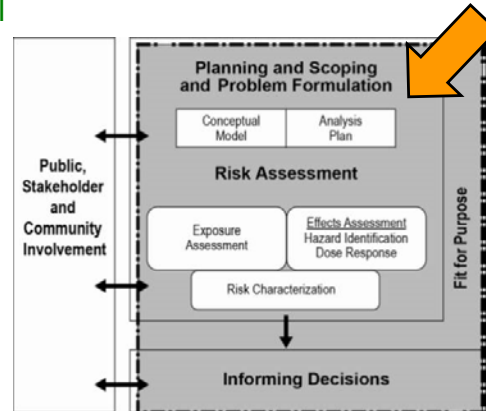 Planning and Scoping
and Problem Formulation
Conceptual
Model
Analysis
Plan
Public,
Stakeholder
and
Community
Involvement
Risk Assessment
Exposure
Assessment
Effects Assessment
Hazard Identification
Dose Response
Risk Characterization
Fit for Purpose
Informing Decisions